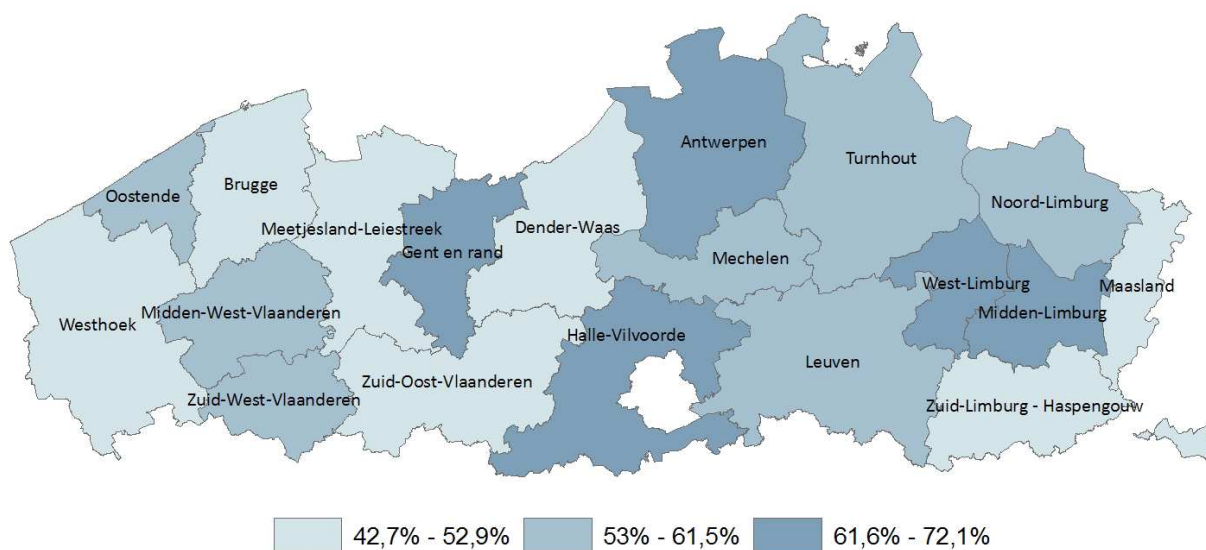 Antwerpen
Turnhout
Oostende
Brugge
Noord-Limburg
Meetjesland-Leiestreek
Dender-Waas
Gent en rand
Mechelen
West-Limburg
Maasland
Westhoek
Midden-West-Vlaanderen
Midden-Limburg
Halle-Vilvoorde
Leuven
Zuid-Oost-Vlaanderen
Zuid-West-Vlaanderen
Zuid-Limburg - Haspengouw
42,7% - 52,9%
53% - 61,5%
61,6% - 72,1%